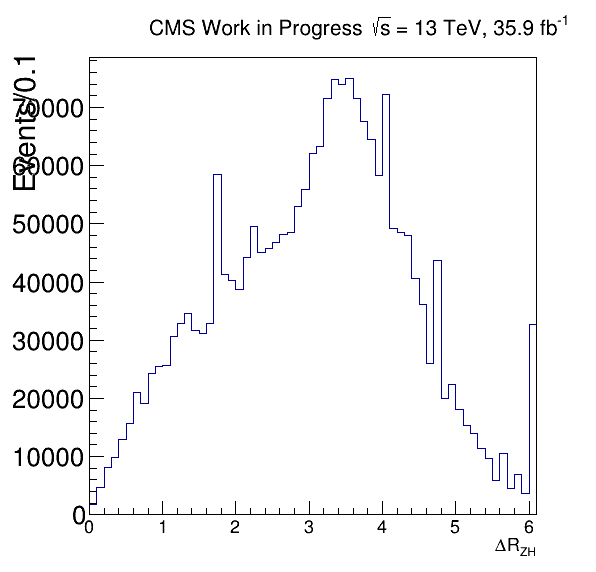 CMS Work in Progress √s = 13 TeV, 35.9 fb⁻¹
Events/0.1
70000
60000
50000
40000
30000
20000
10000
0
0 1 2 3 4 5 6
ΔR_ZH